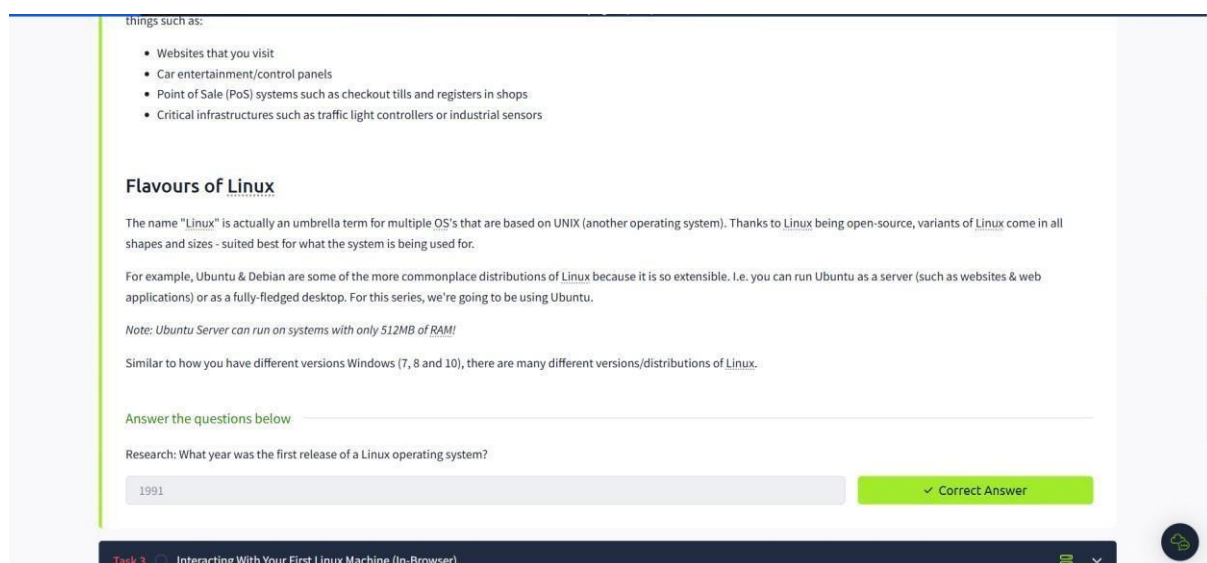 things such as:
• Websites that you visit
• Car entertainment/control panels
• Point of Sale (PoS) systems such as checkout tills and registers in shops
• Critical infrastructures such as traffic light controllers or industrial sensors
Flavours of Linux
The name "Linux" is actually an umbrella term for multiple OS's that are based on UNIX (another operating system). Thanks to Linux being open-source, variants of Linux come in all
shapes and sizes - suited best for what the system is being used for.
For example, Ubuntu & Debian are some of the more commonplace distributions of Linux because it is so extensible. I.e. you can run Ubuntu as a server (such as websites & web
applications) or as a fully-fledged desktop. For this series, we're going to be using Ubuntu.
Note: Ubuntu Server can run on systems with only 512MB of RAM!
Similar to how you have different versions Windows (7, 8 and 10), there are many different versions/distributions of Linux.
Answer the questions below
Research: What year was the first release of a Linux operating system?
1991
✓ Correct Answer
Task 3 Interacting With Your First Linux Machine (In-Browser)